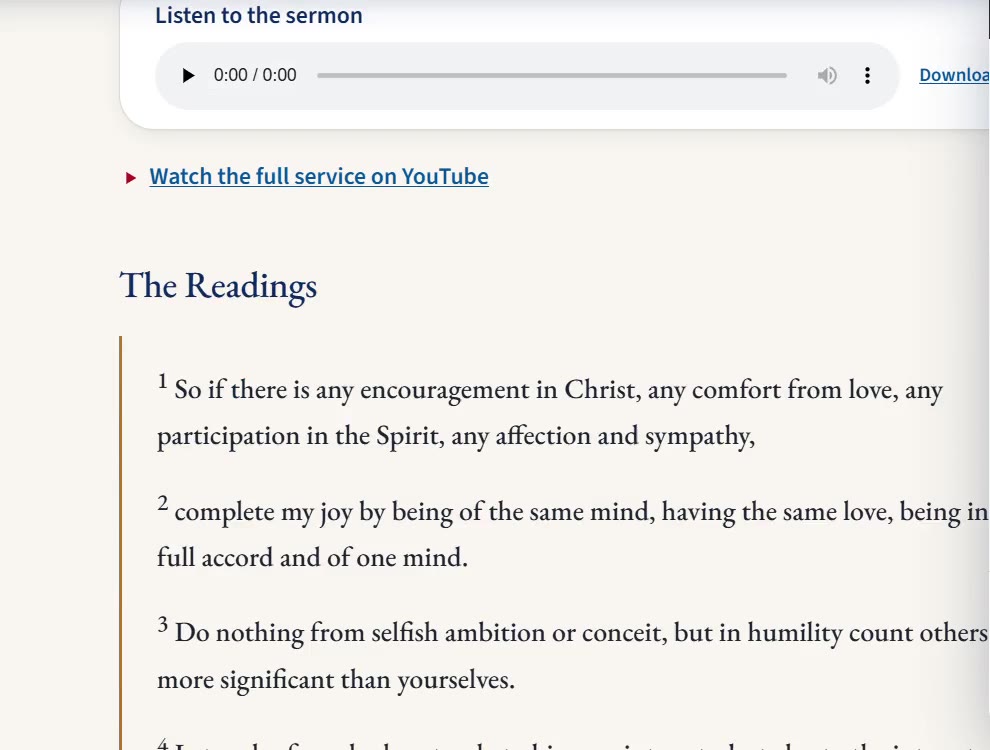 Listen to the sermon
0:00 / 0:00
Watch the full service on YouTube
The Readings
1 So if there is any encouragement in Christ, any comfort from love, any
participation in the Spirit, any affection and sympathy,
2 complete my joy by being of the same mind, having the same love, being in
full accord and of one mind.
3 Do nothing from selfish ambition or conceit, but in humility count others
more significant than yourselves.
4